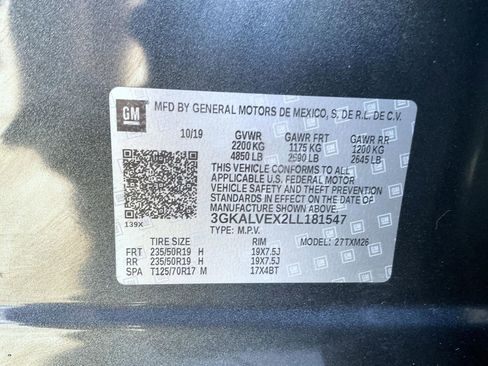 GM MFD BY GENERAL MOTORS DE MEXICO, S. DE R.L. DE C.V.
10/19 GVWR GAWR FRT GAWR RR
2200 KG 1175 KG 1200 KG
4850 LB 2590 LB 2645 LB
THIS VEHICLE CONFORMS TO ALL
APPLICABLE U.S. FEDERAL MOTOR
VEHICLE SAFETY AND BUMPER
STANDARDS IN EFFECT ON THE DATE
OF MANUFACTURE SHOWN ABOVE.
139X 3GKALVEX2LL181547
TYPE: M.P.V. MODEL: 27TXM26
TIRE SIZE RIM
FRT 235/50R19 H 19X7.5J
RR 235/50R19 H 19X7.5J
SPA T125/70R17 M 17X4BT